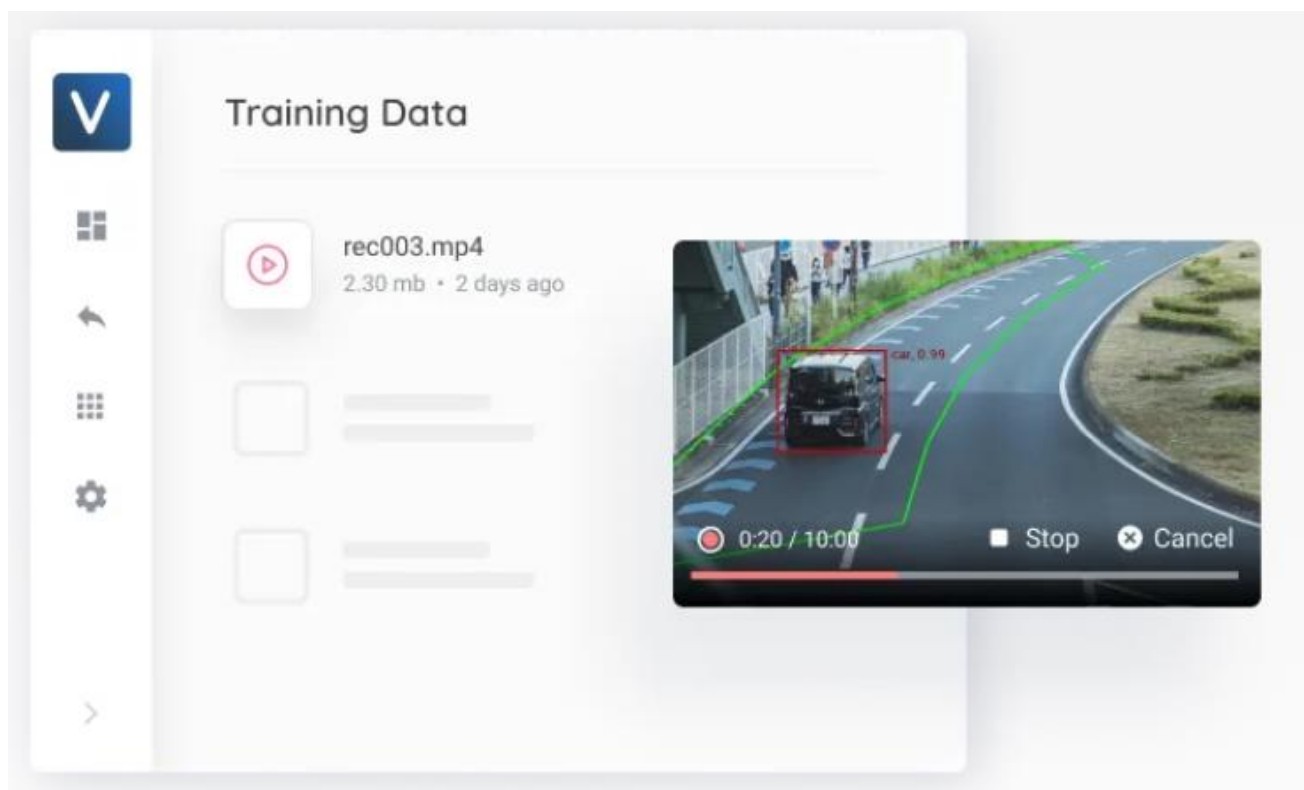 V
Training Data
rec003.mp4
2.30 mb • 2 days ago
car, 0.99
0:20 / 10:00
Stop
Cancel